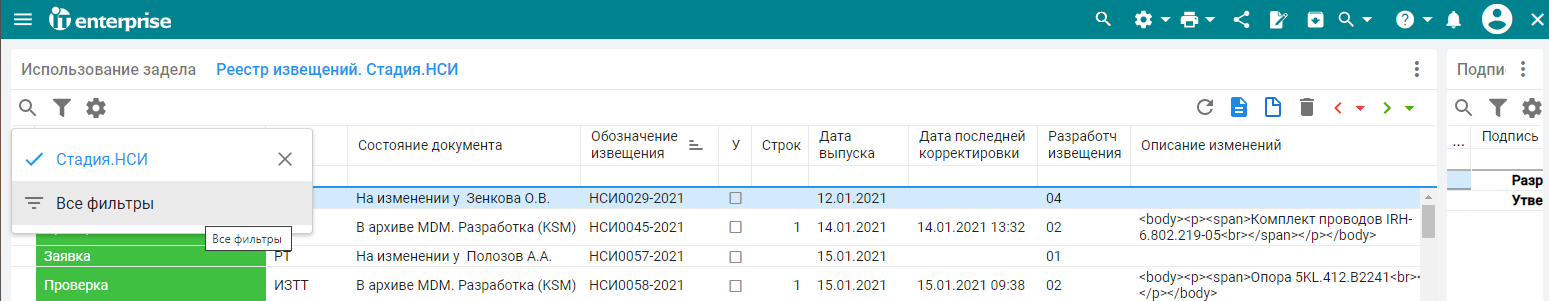 IT enterprise
Использование задела Реестр извещений. Стадия.НСИ
Подпи
Стадия.НСИ
Все фильтры
Все фильтры
Состояние документа Обозначение извещения У Строк Дата выпуска Дата последней корректировки Разработч извещения Описание изменений
... Подпись
На изменении у Зенкова О.В. НСИ0029-2021 12.01.2021 04
Разр
В архиве MDM. Разработка (KSM) НСИ0045-2021 1 14.01.2021 14.01.2021 13:32 02 <body><p><span>Комплект проводов IRH-
6.802.219-05<br></span></p></body>
Утве
Заявка РТ На изменении у Полозов А.А. НСИ0057-2021 15.01.2021 01
Проверка ИЗТТ В архиве MDM. Разработка (KSM) НСИ0058-2021 1 15.01.2021 15.01.2021 09:38 02 <body><p><span>Опора 5KL.412.B2241<br><
/p></body>